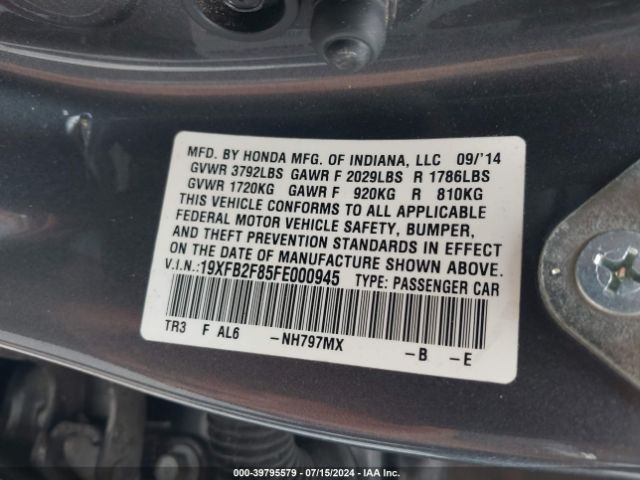 MFD. BY HONDA MFG. OF INDIANA, LLC 09/'14
GVWR 3792LBS GAWR F 2029LBS R 1786LBS
GVWR 1720KG GAWR F 920KG R 810KG
THIS VEHICLE CONFORMS TO ALL APPLICABLE
FEDERAL MOTOR VEHICLE SAFETY, BUMPER,
AND THEFT PREVENTION STANDARDS IN EFFECT
ON THE DATE OF MANUFACTURE SHOWN ABOVE.
V.I.N.:19XFB2F85FE000945 TYPE: PASSENGER CAR
TR3 F AL6 -NH797MX -B -E
000-39795579 - 07/15/2024 - IAA Inc.